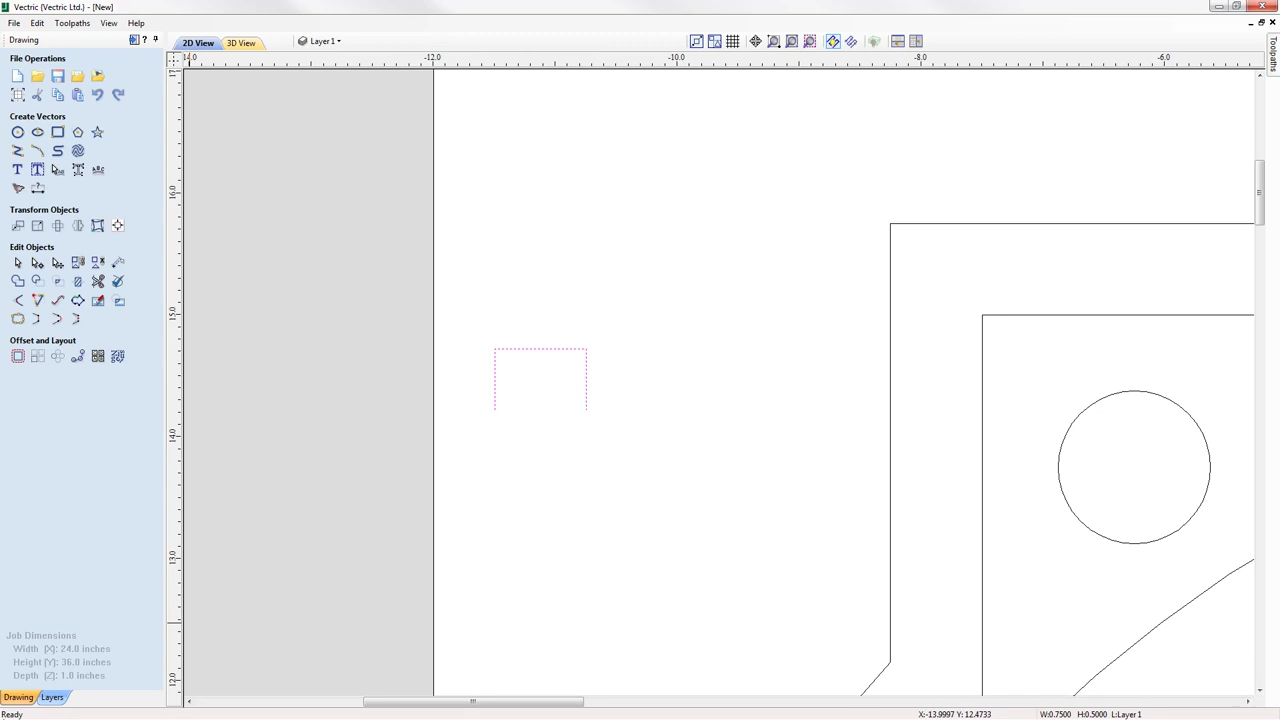 Vectric (Vectric Ltd.) - [New]
File Edit Toolpaths View Help
Drawing
2D View 3D View Layer 1
Toolpaths
File Operations
14.0 -12.0 -10.0 -8.0 -6.0
Create Vectors
Transform Objects
Edit Objects
Offset and Layout
16.0
15.0
14.0
13.0
12.0
Job Dimensions
Width (X): 24.0 inches
Height (Y): 36.0 inches
Depth (Z): 1.0 inches
Drawing Layers
Ready X:-13.9997 Y: 12.4733 W:0.7500 H:0.5000 L:Layer 1